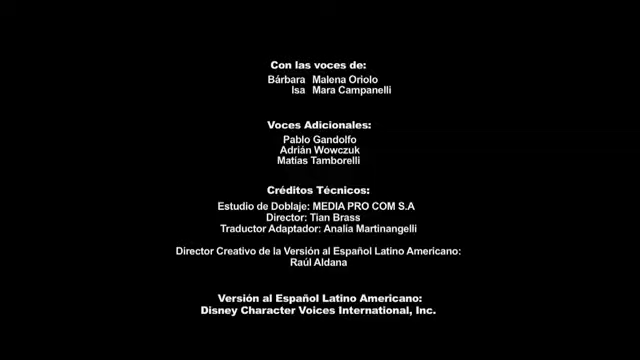 Con las voces de:
Bárbara Malena Oriolo
Isa Mara Campanelli
Voces Adicionales:
Pablo Gandolfo
Adrián Wowczuk
Matías Tamborelli
Créditos Técnicos:
Estudio de Doblaje: MEDIA PRO COM S.A
Director: Tian Brass
Traductor Adaptador: Analía Martinangelli
Director Creativo de la Versión al Español Latino Americano:
Raúl Aldana
Versión al Español Latino Americano:
Disney Character Voices International, Inc.